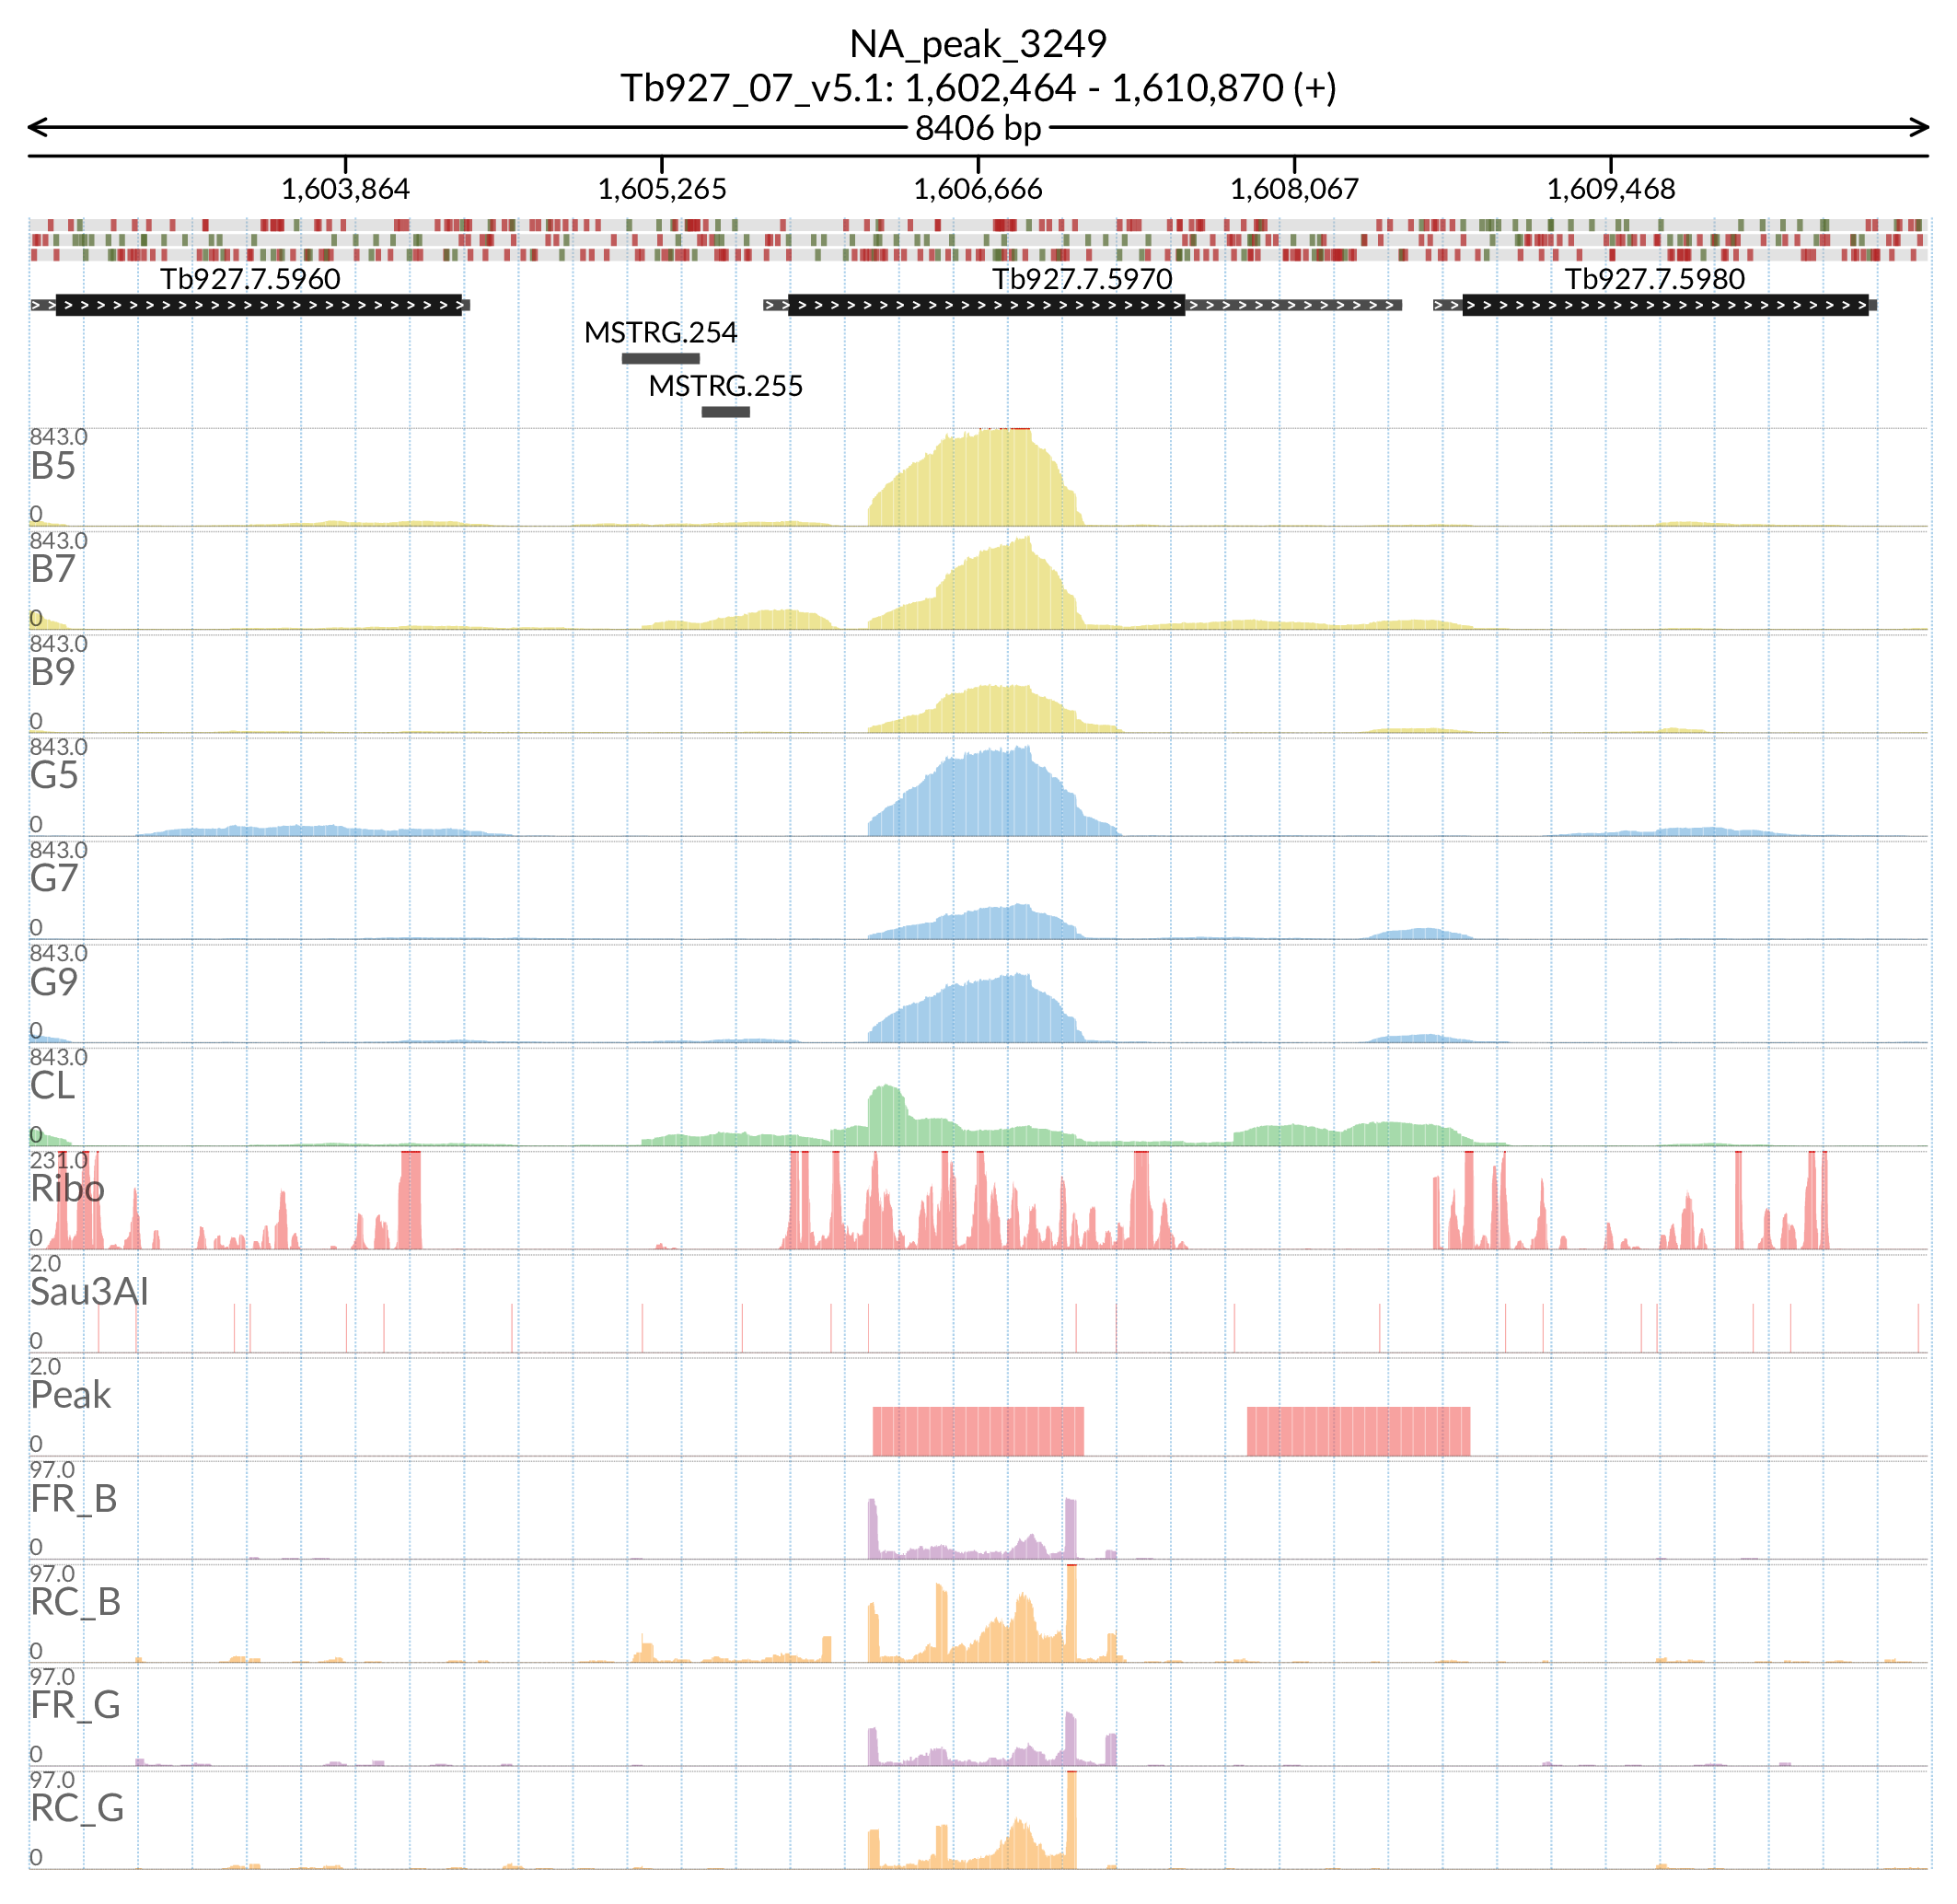 NA_peak_3249
Tb927_07_v5.1: 1,602,464 - 1,610,870 (+)
8406 bp
1,603,864 1,605,265 1,606,666 1,608,067 1,609,468
Tb927.7.5960 Tb927.7.5970 Tb927.7.5980
MSTRG.254
MSTRG.255
843.0
B5
0
843.0
B7
0
843.0
B9
0
843.0
G5
0
843.0
G7
0
843.0
G9
0
843.0
CL
0
231.0
Ribo
0
2.0
Sau3AI
0
2.0
Peak
0
97.0
FR_B
0
97.0
RC_B
0
97.0
FR_G
0
97.0
RC_G
0